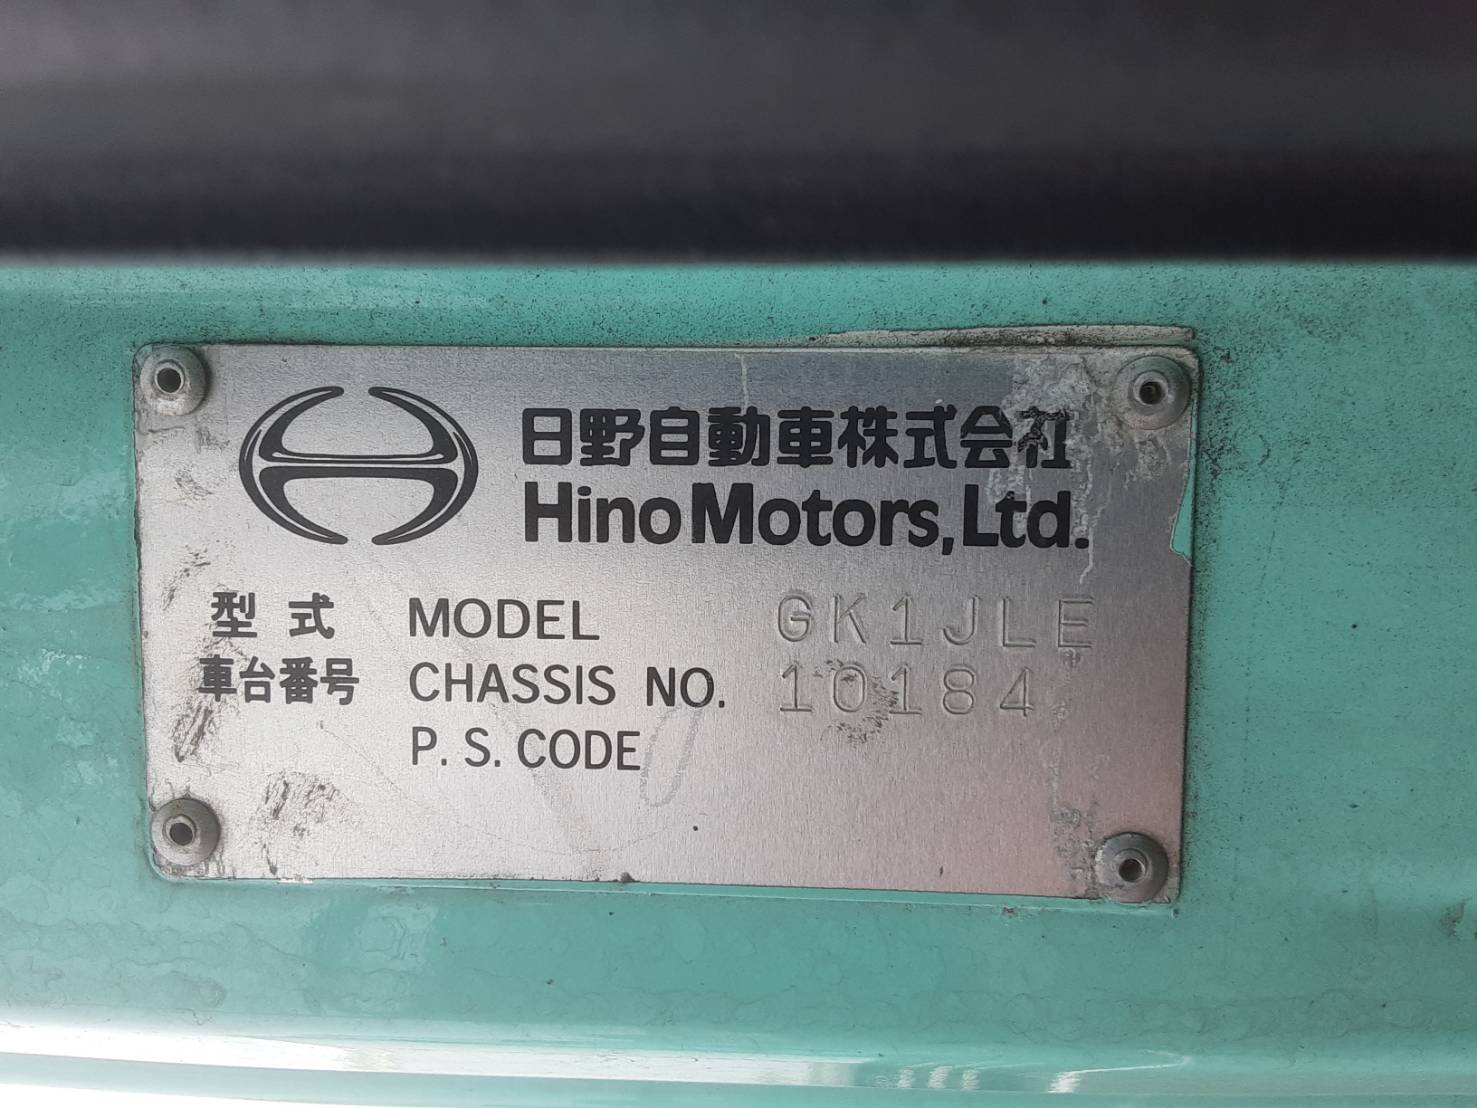 日野自動車株式会社
Hino Motors, Ltd.
型式 MODEL GK1JLE
車台番号 CHASSIS NO. 10184
P. S. CODE